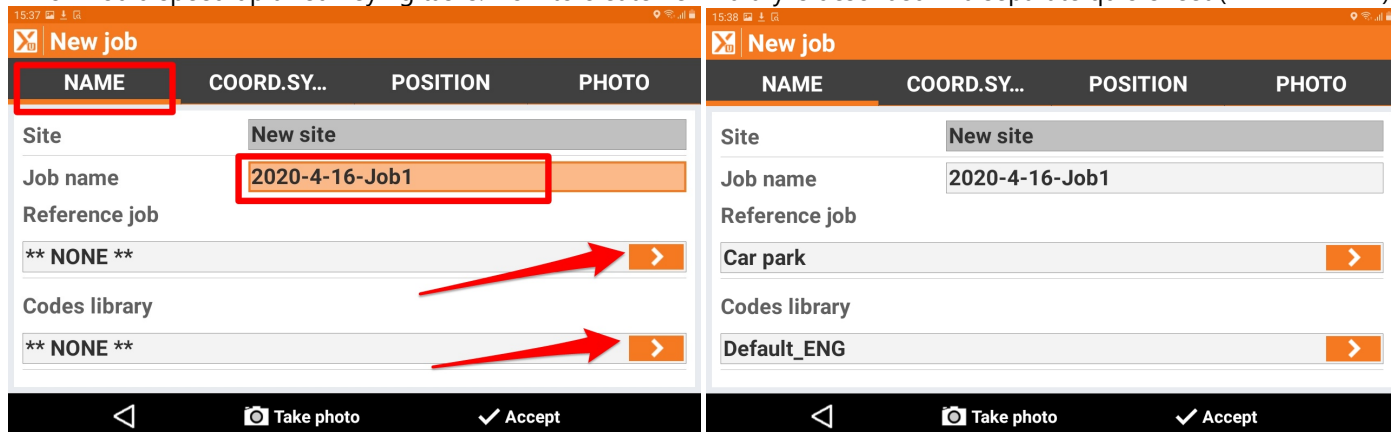 15:37
New job
NAME COORD.SY... POSITION PHOTO
Site New site
Job name 2020-4-16-Job1
Reference job
** NONE **
Codes library
** NONE **
Take photo Accept
15:38
New job
NAME COORD.SY... POSITION PHOTO
Site New site
Job name 2020-4-16-Job1
Reference job
Car park
Codes library
Default_ENG
Take photo Accept